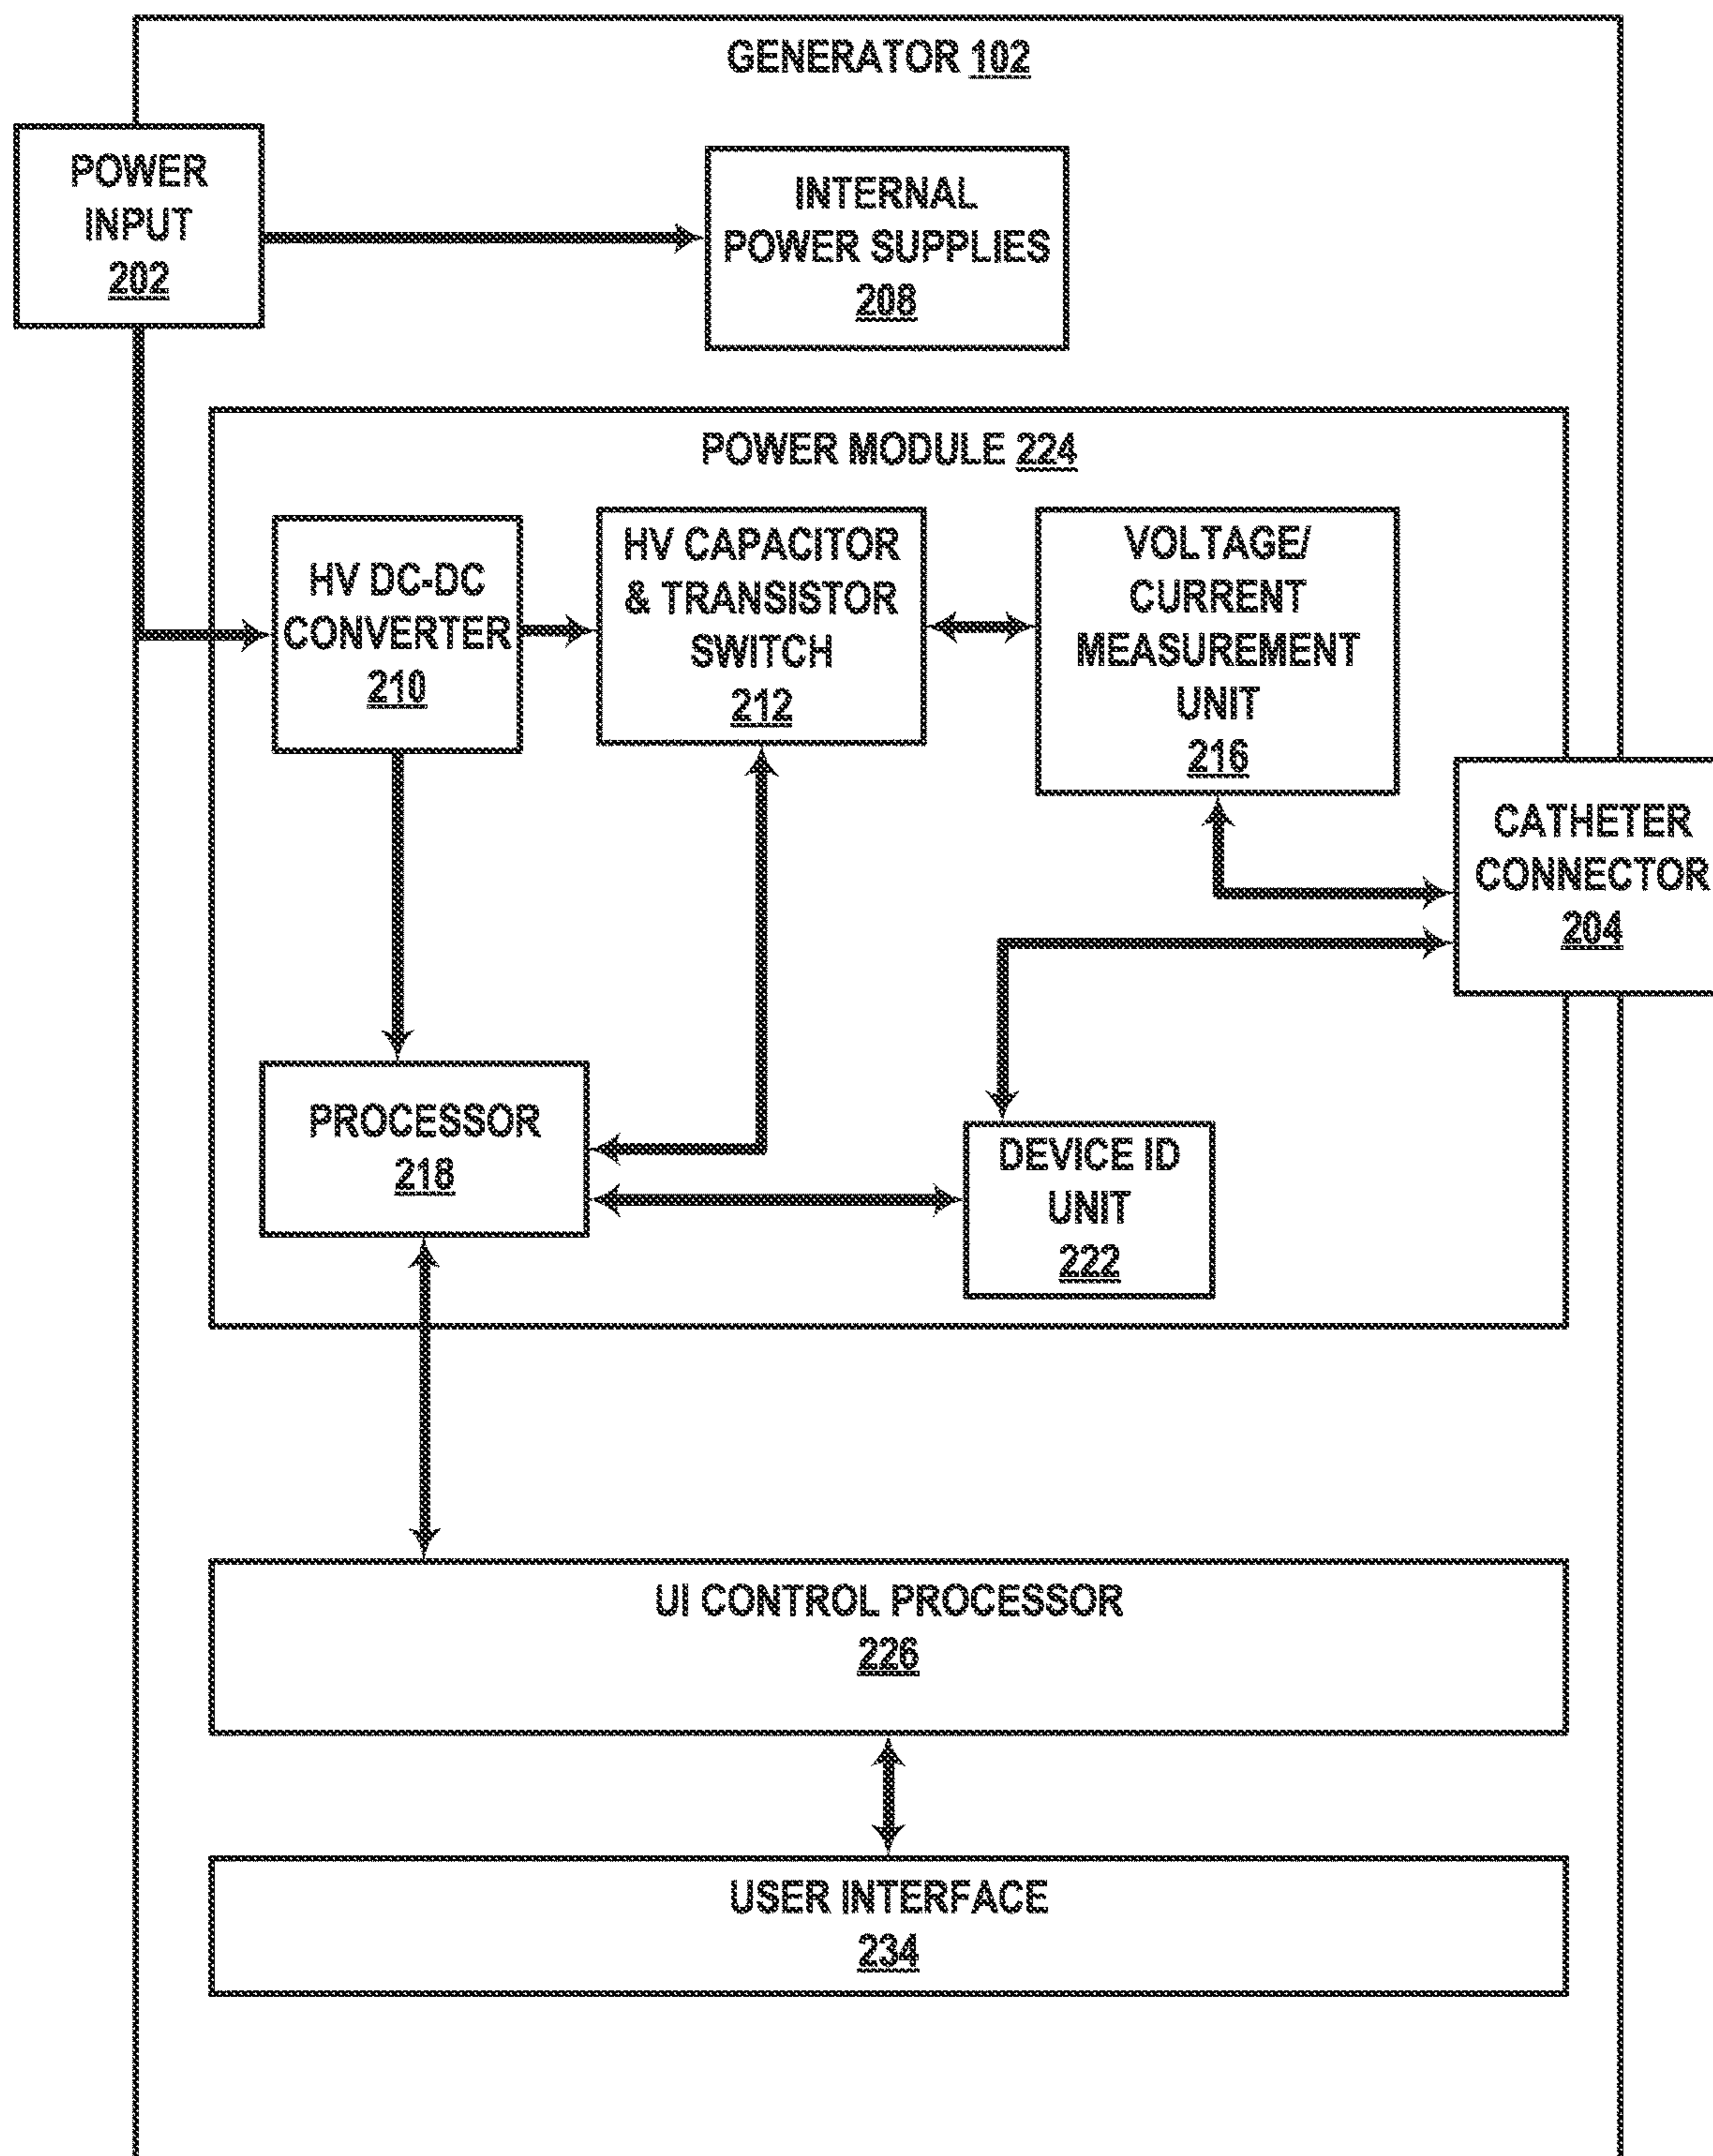 GENERATOR 102
POWER
INPUT
202
INTERNAL
POWER SUPPLIES
208
POWER MODULE 224
HV DC-DC
CONVERTER
210
HV CAPACITOR
& TRANSISTOR
SWITCH
212
VOLTAGE/
CURRENT
MEASUREMENT
UNIT
216
CATHETER
CONNECTOR
204
PROCESSOR
218
DEVICE ID
UNIT
222
UI CONTROL PROCESSOR
226
USER INTERFACE
234